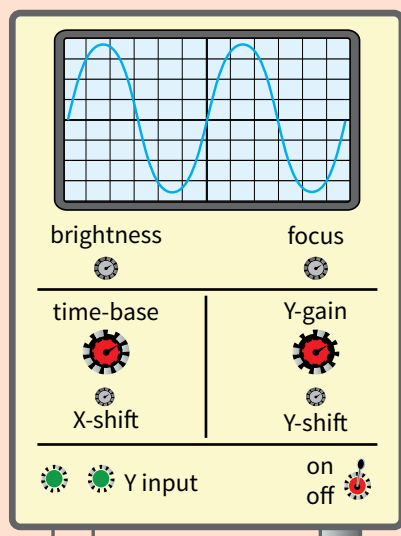 brightness
focus
time-base
Y-gain
X-shift
Y-shift
Y input
on
off